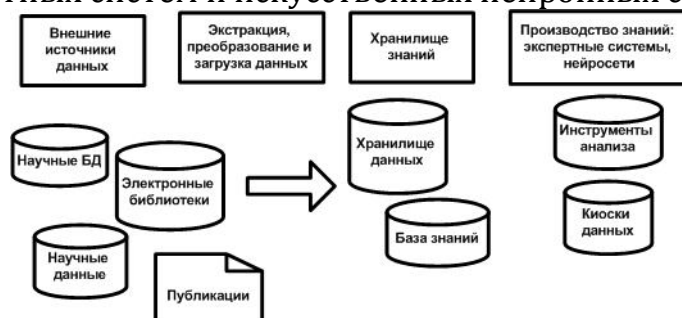 Внешние
источники
данных
Экстракция,
преобразование и
загрузка данных
Хранилище
знаний
Производство знаний:
экспертные системы,
нейросети
Научные БД
Электронные
библиотеки
Научные
данные
Публикации
Хранилище
данных
База знаний
Инструменты
анализа
Киоски
данных